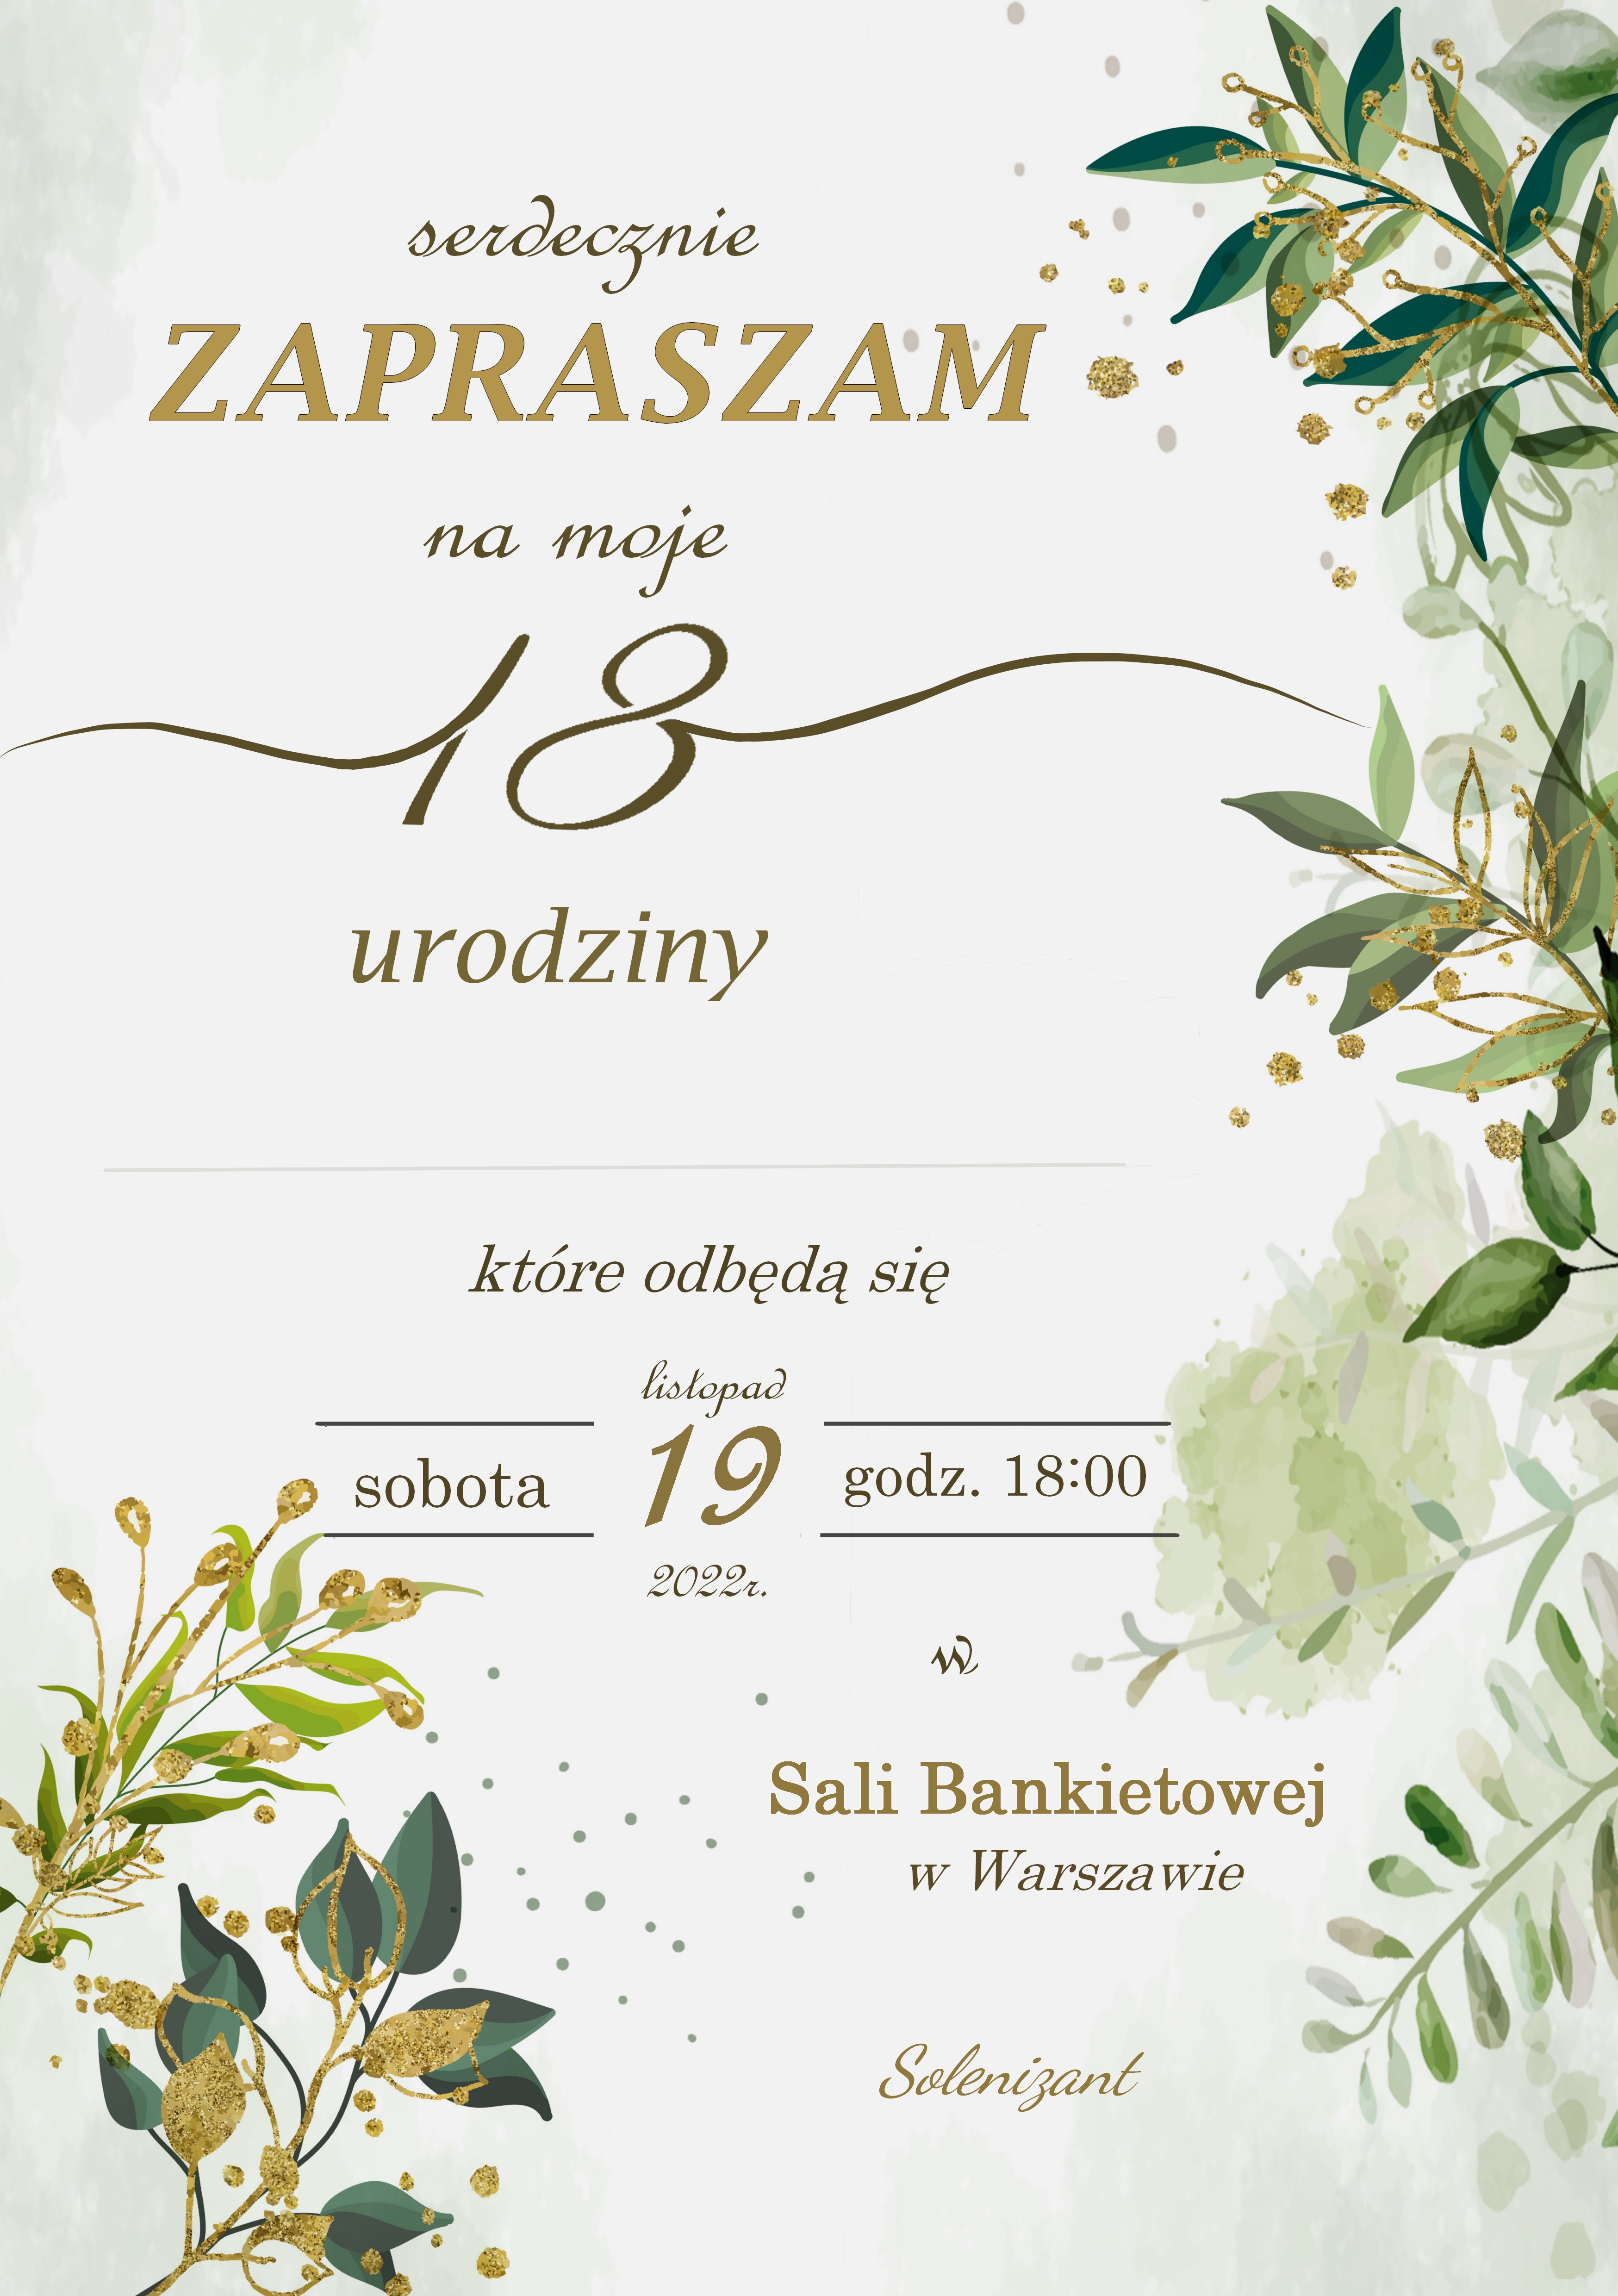 serdecznie
ZAPRASZAM
na moje
18
urodziny
które odbędą się
listopad
sobota 19 godz. 18:00
2022r.
w
Sali Bankietowej
w Warszawie
Solenizant